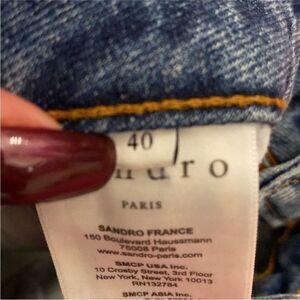 40
dro
PARIS
SANDRO FRANCE
150 Boulevard Haussmann
75008 Paris
www.sandro-paris.com
SMCP USA Inc.
10 Crosby Street, 3rd Floor
New York, New York 10013
RN132784
SMCP ASIA Inc.